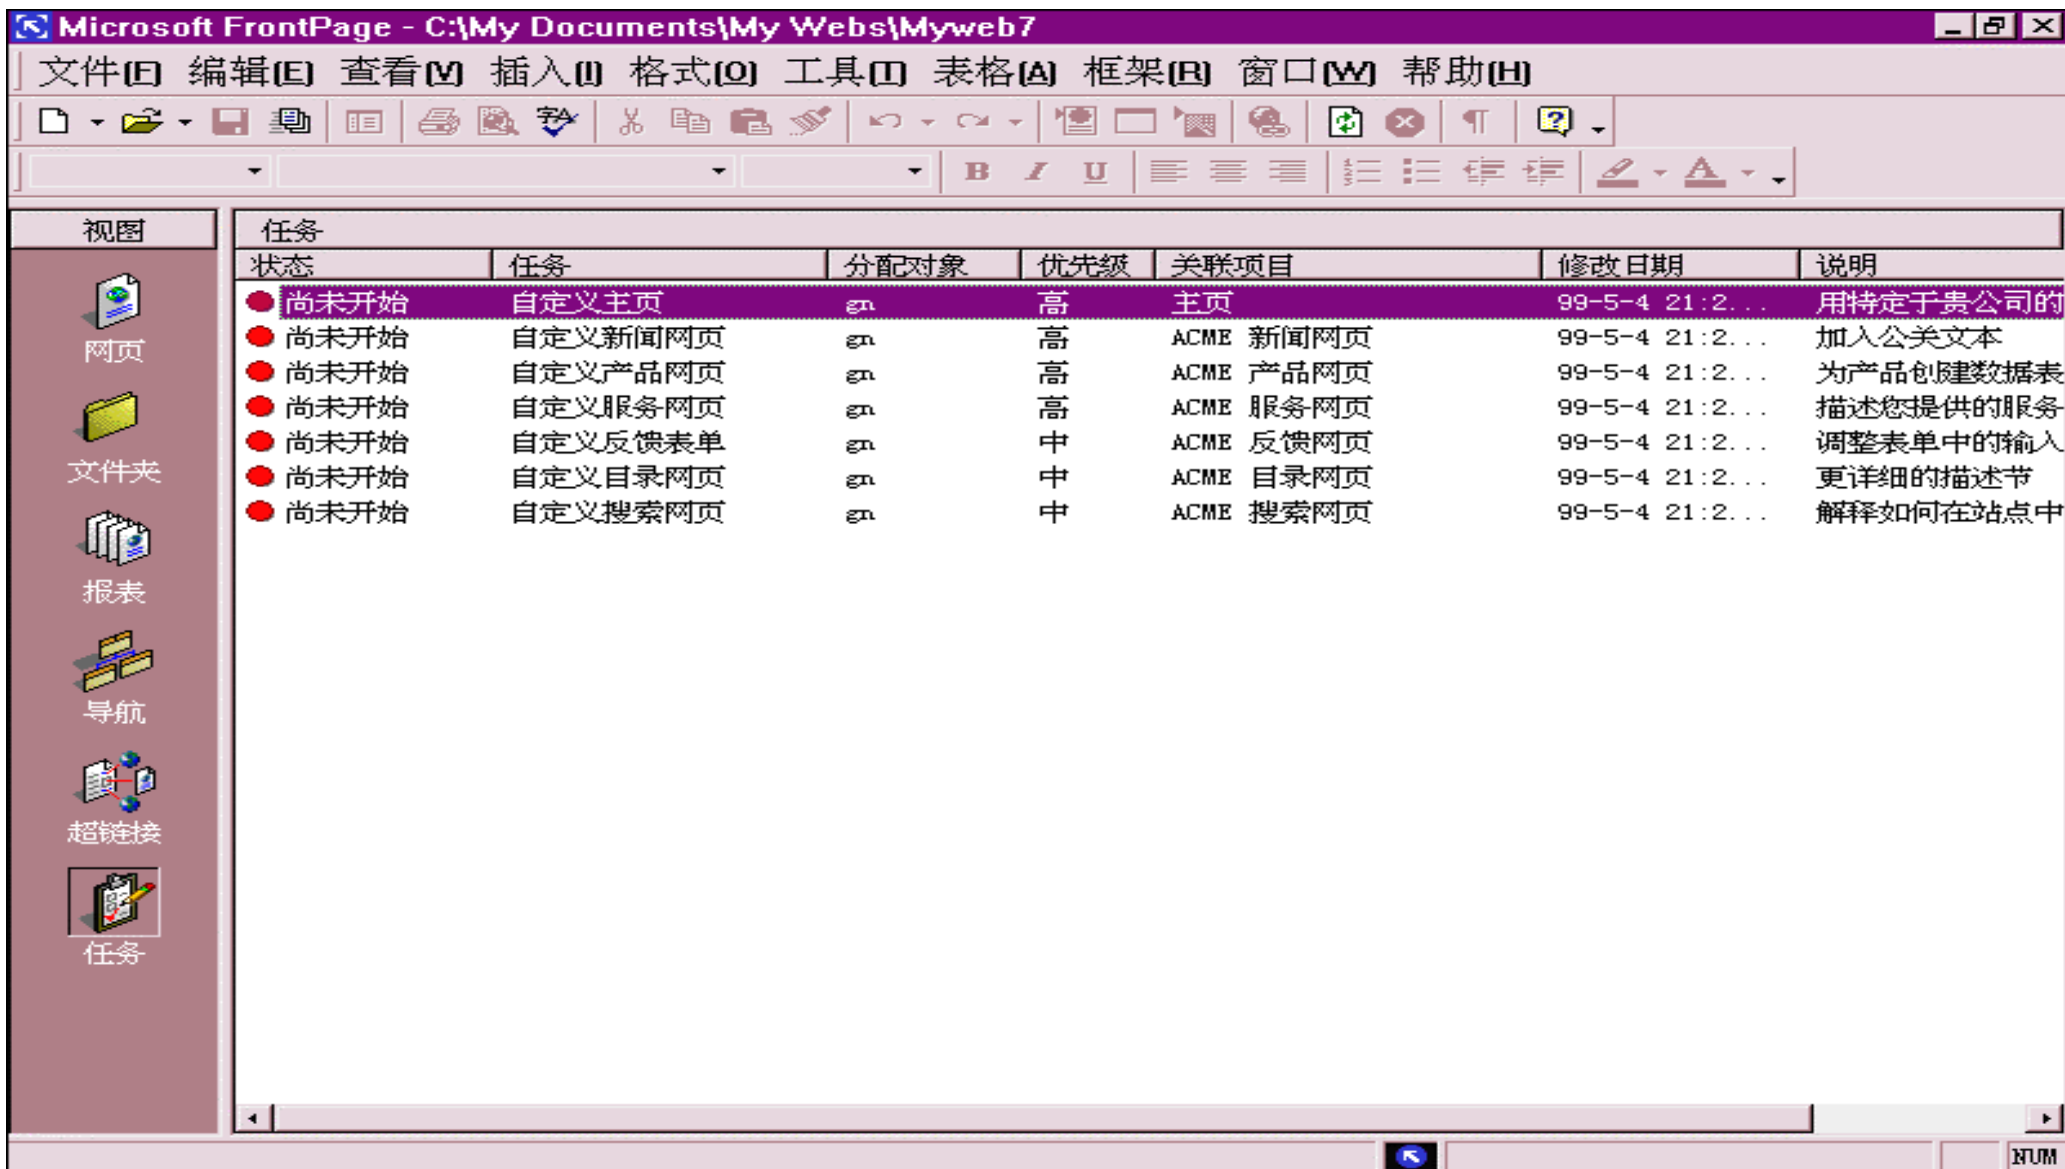 Microsoft FrontPage - C:\My Documents\My Webs\Myweb7
文件(F) 编辑(E) 查看(V) 插入(I) 格式(O) 工具(T) 表格(A) 框架(R) 窗口(W) 帮助(H)
B I U A
视图 任务
状态 任务 分配对象 优先级 关联项目 修改日期 说明
尚未开始 自定义主页 gn 高 主页 99-5-4 21:2... 用特定于贵公司的
尚未开始 自定义新闻网页 gn 高 ACME 新闻网页 99-5-4 21:2... 加入公关文本
尚未开始 自定义产品网页 gn 高 ACME 产品网页 99-5-4 21:2... 为产品创建数据表
尚未开始 自定义服务网页 gn 高 ACME 服务网页 99-5-4 21:2... 描述您提供的服务
尚未开始 自定义反馈表单 gn 中 ACME 反馈网页 99-5-4 21:2... 调整表单中的输入
尚未开始 自定义目录网页 gn 中 ACME 目录网页 99-5-4 21:2... 更详细的描述节
尚未开始 自定义搜索网页 gn 中 ACME 搜索网页 99-5-4 21:2... 解释如何在站点中
网页
文件夹
报表
导航
超链接
任务
NUM